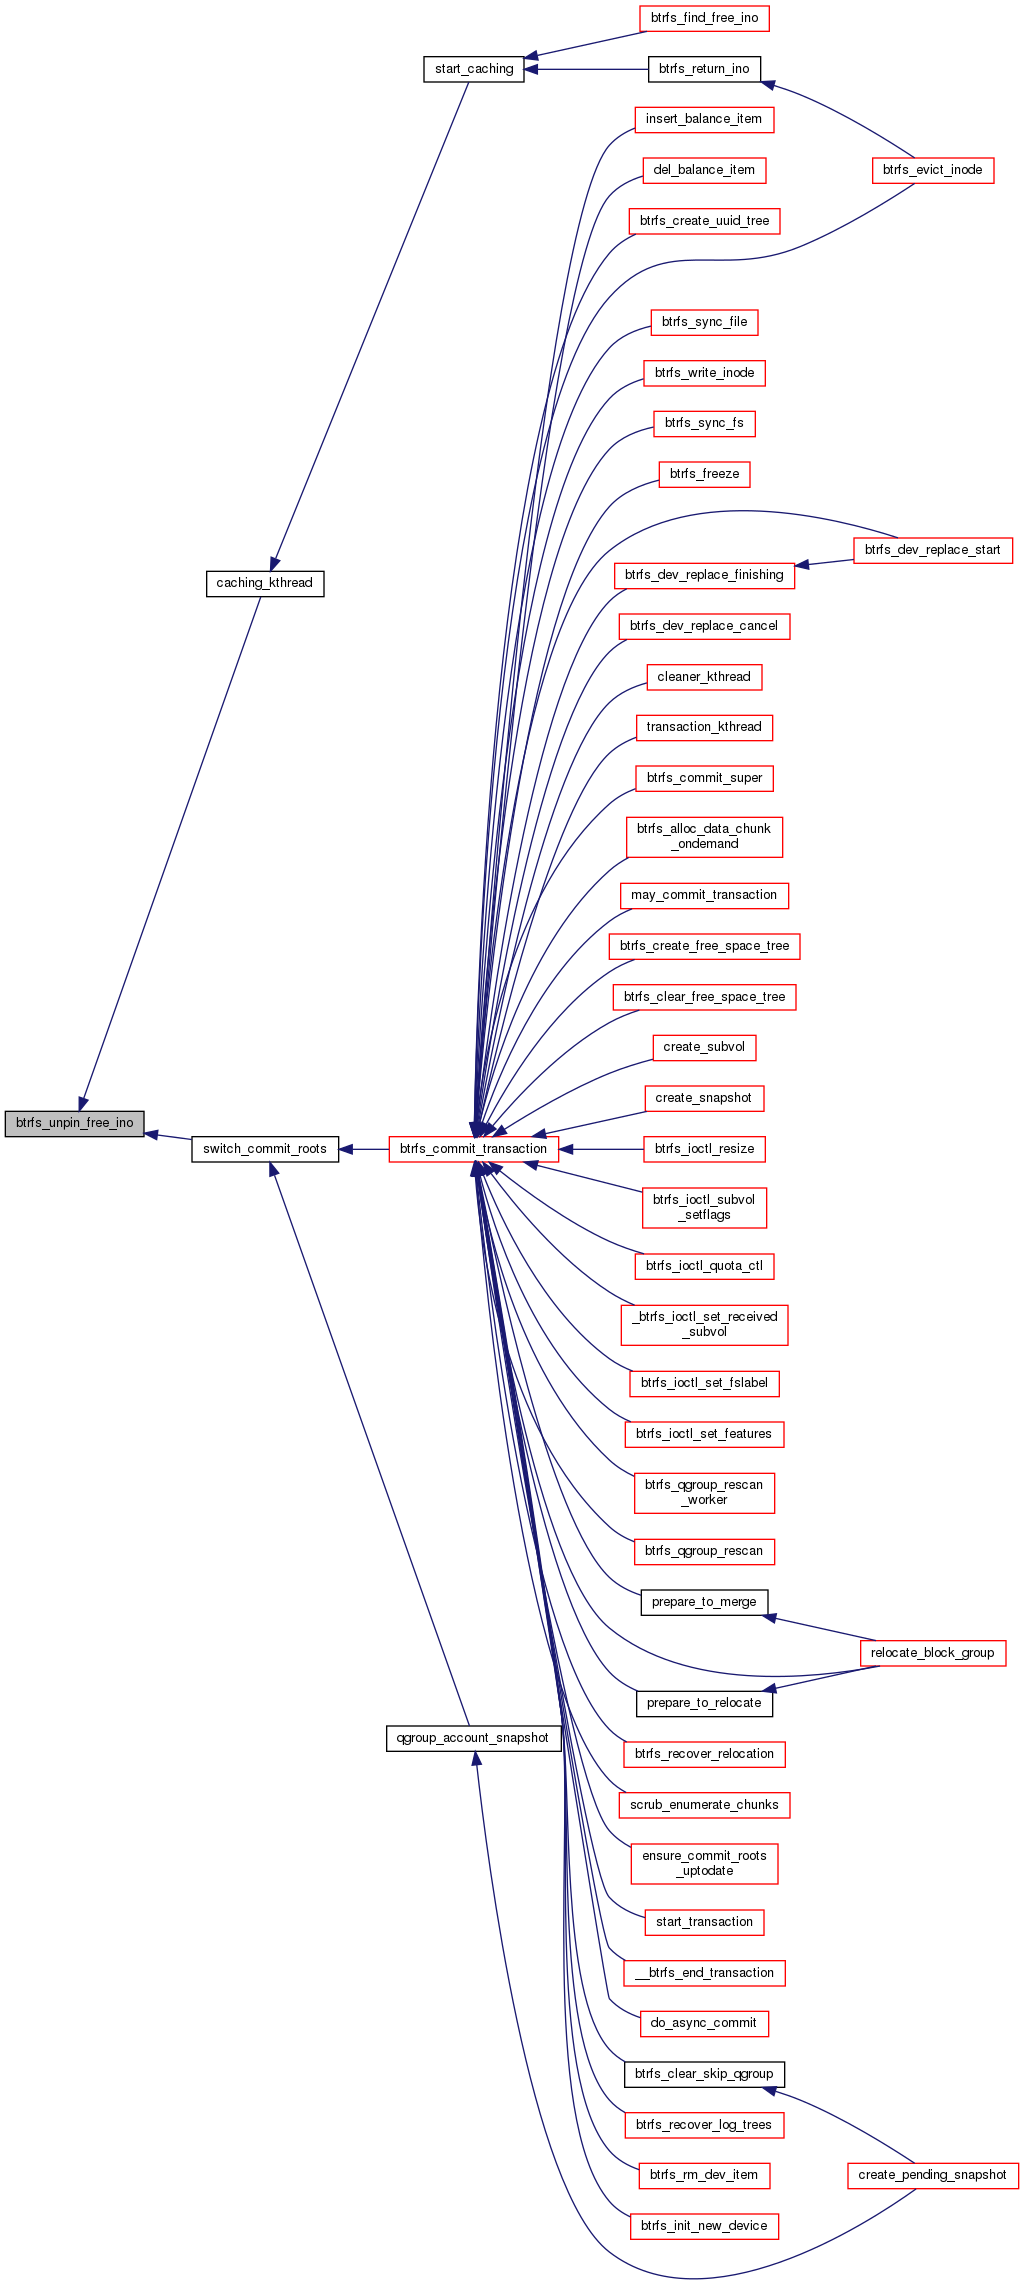 btrfs_find_free_ino
start_caching
btrfs_return_ino
insert_balance_item
del_balance_item
btrfs_evict_inode
btrfs_create_uuid_tree
btrfs_sync_file
btrfs_write_inode
btrfs_sync_fs
btrfs_freeze
btrfs_dev_replace_start
btrfs_dev_replace_finishing
caching_kthread
btrfs_dev_replace_cancel
cleaner_kthread
transaction_kthread
btrfs_commit_super
btrfs_alloc_data_chunk
_ondemand
may_commit_transaction
btrfs_create_free_space_tree
btrfs_clear_free_space_tree
create_subvol
create_snapshot
btrfs_unpin_free_ino
switch_commit_roots
btrfs_commit_transaction
btrfs_ioctl_resize
btrfs_ioctl_subvol
_setflags
btrfs_ioctl_quota_ctl
_btrfs_ioctl_set_received
_subvol
btrfs_ioctl_set_fslabel
btrfs_ioctl_set_features
btrfs_qgroup_rescan
_worker
btrfs_qgroup_rescan
prepare_to_merge
relocate_block_group
prepare_to_relocate
qgroup_account_snapshot
btrfs_recover_relocation
scrub_enumerate_chunks
ensure_commit_roots
_uptodate
start_transaction
__btrfs_end_transaction
do_async_commit
btrfs_clear_skip_qgroup
btrfs_recover_log_trees
btrfs_rm_dev_item
create_pending_snapshot
btrfs_init_new_device